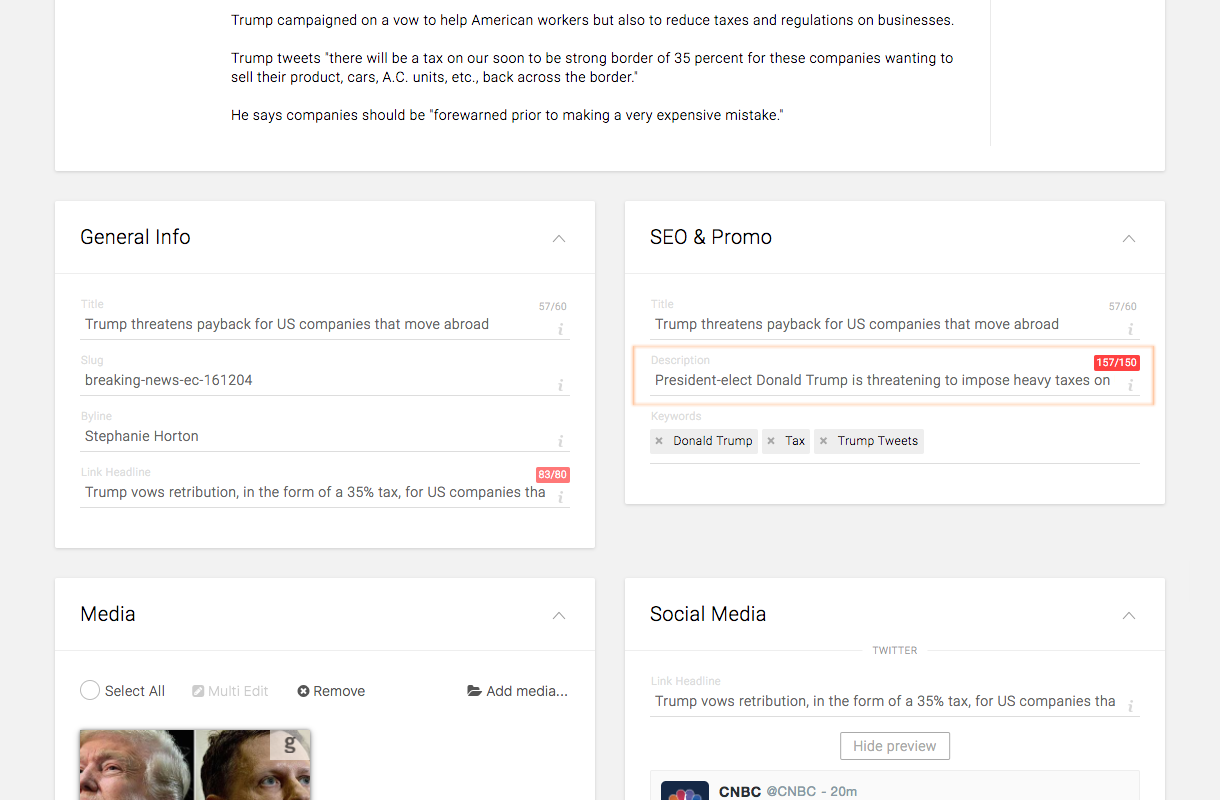 Trump campaigned on a vow to help American workers but also to reduce taxes and regulations on businesses.
Trump tweets "there will be a tax on our soon to be strong border of 35 percent for these companies wanting to
sell their product, cars, A.C. units, etc., back across the border."
He says companies should be "forewarned prior to making a very expensive mistake."
General Info
Title
57/60
Trump threatens payback for US companies that move abroad
i
Slug
breaking-news-ec-161204
i
Byline
Stephanie Horton
i
Link Headline
83/80
Trump vows retribution, in the form of a 35% tax, for US companies tha
i
SEO & Promo
Title
57/60
Trump threatens payback for US companies that move abroad
i
Description
157/150
President-elect Donald Trump is threatening to impose heavy taxes on
i
Keywords
× Donald Trump × Tax × Trump Tweets
Media
Select All Multi Edit Remove Add media...
g
Social Media
TWITTER
Link Headline
Trump vows retribution, in the form of a 35% tax, for US companies tha
i
Hide preview
CNBC @CNBC - 20m